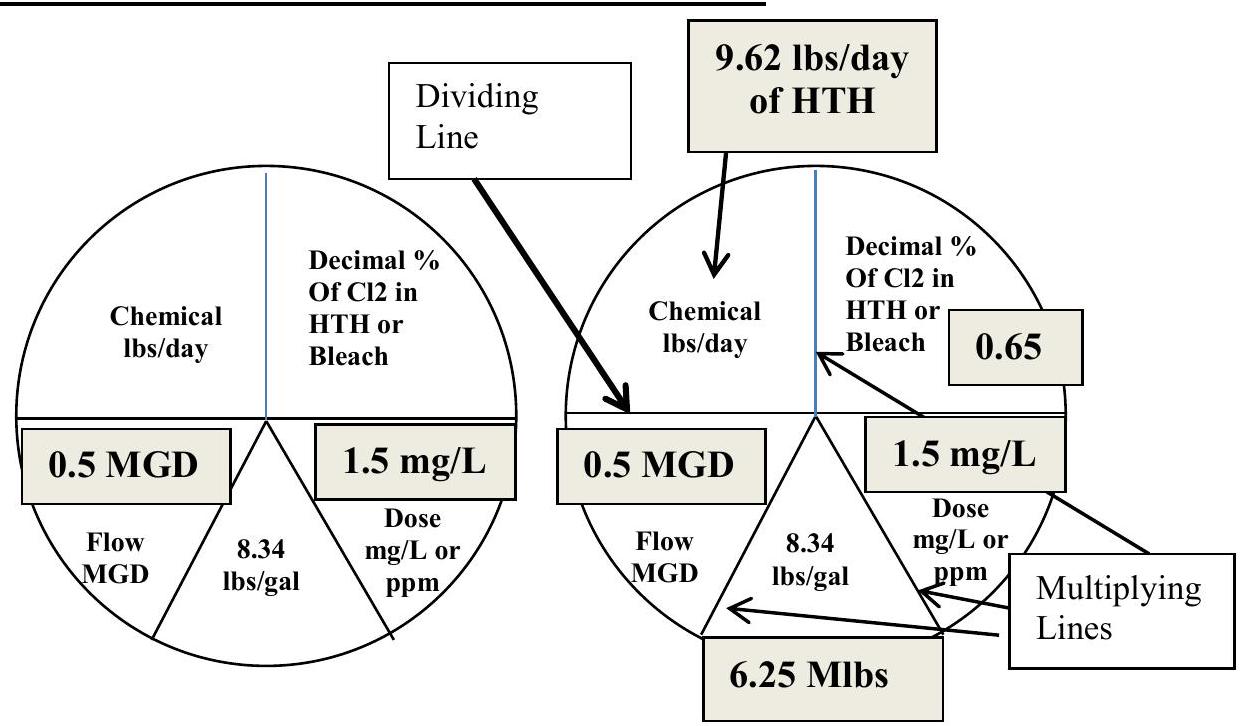 9.62 lbs/day
of HTH
Dividing
Line
Decimal %
Of Cl2 in
HTH or
Bleach
Chemical
lbs/day
0.5 MGD
1.5 mg/L
Flow
MGD
8.34
lbs/gal
Dose
mg/L or
ppm
Decimal %
Of Cl2 in
HTH or
Bleach
Chemical
lbs/day
0.65
0.5 MGD
1.5 mg/L
Flow
MGD
8.34
lbs/gal
Dose
mg/L or
ppm
Multiplying
Lines
6.25 Mlbs